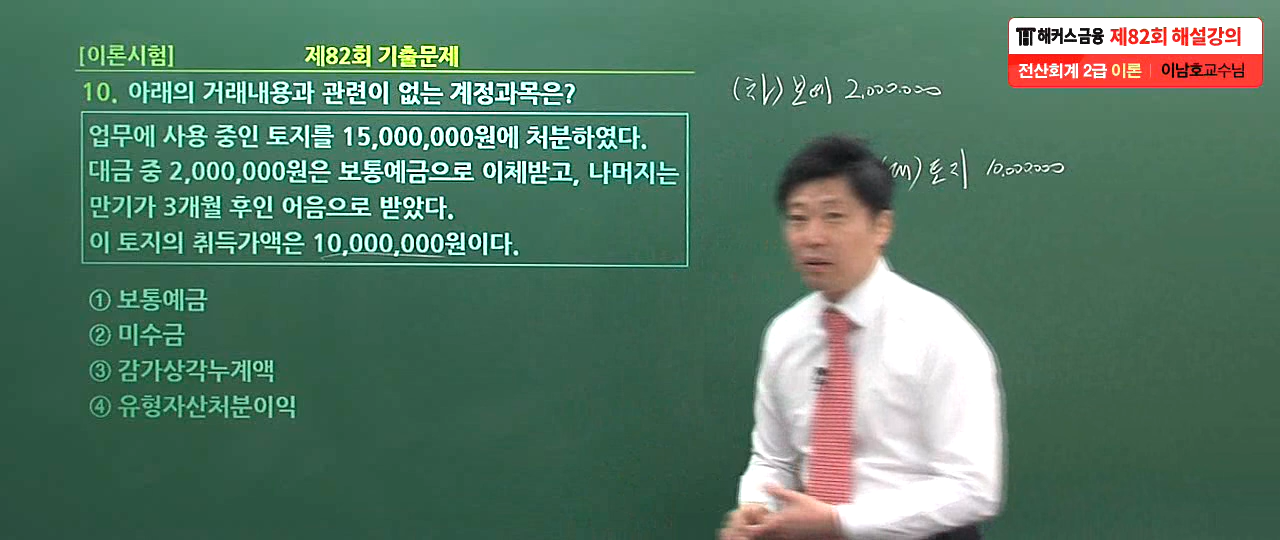 [이론시험] 제82회 기출문제
10. 아래의 거래내용과 관련이 없는 계정과목은?
업무에 사용 중인 토지를 15,000,000원에 처분하였다.
대금 중 2,000,000원은 보통예금으로 이체받고, 나머지는
만기가 3개월 후인 어음으로 받았다.
이 토지의 취득가액은 10,000,000원이다.
① 보통예금
② 미수금
③ 감가상각누계액
④ 유형자산처분이익
(차) 보예 2,000,000
(대) 토지 10,000,000
해커스금융 제82회 해설강의
전산회계 2급 이론 | 이남호교수님